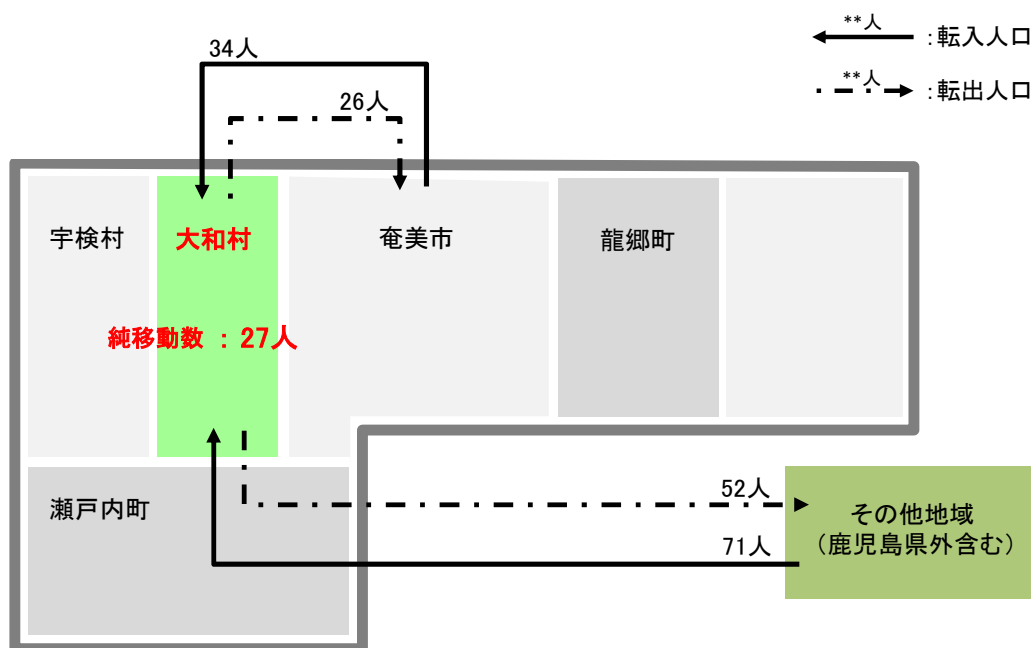 **人
：転入人口
**人
：転出人口
34人
26人
宇検村
大和村
奄美市
龍郷町
純移動数 ： 27人
瀬戸内町
52人
71人
その他地域
（鹿児島県外含む）